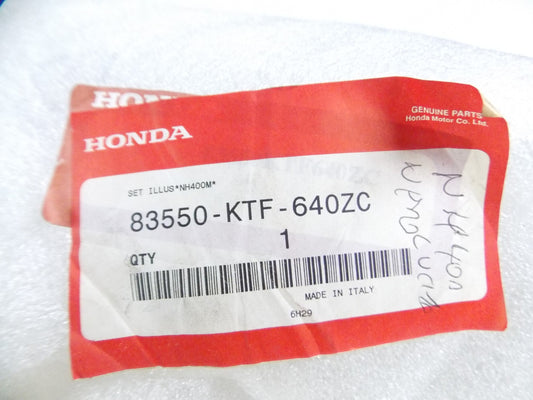 HONDA
GENUINE PARTS
Honda Motor Co., Ltd.
HONDA
SET ILLUS*NH400M*
83550-KTF-640ZC
1
QTY
MADE IN ITALY
6H29
NH400